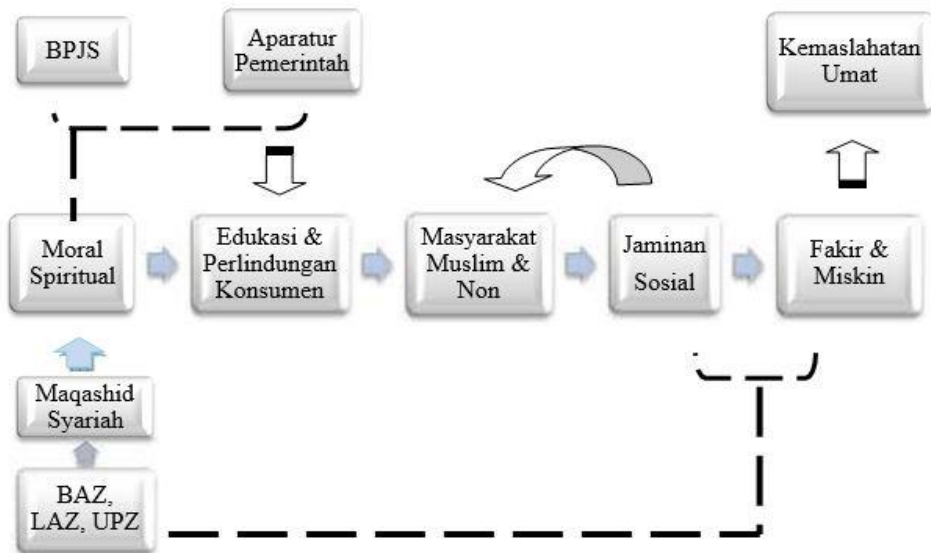 BPJS
Aparatur
Pemerintah
Kemaslahatan
Umat
Moral
Spiritual
Edukasi &
Perlindungan
Konsumen
Masyarakat
Muslim &
Non
Jaminan
Sosial
Fakir &
Miskin
Maqashid
Syariah
BAZ,
LAZ, UPZ